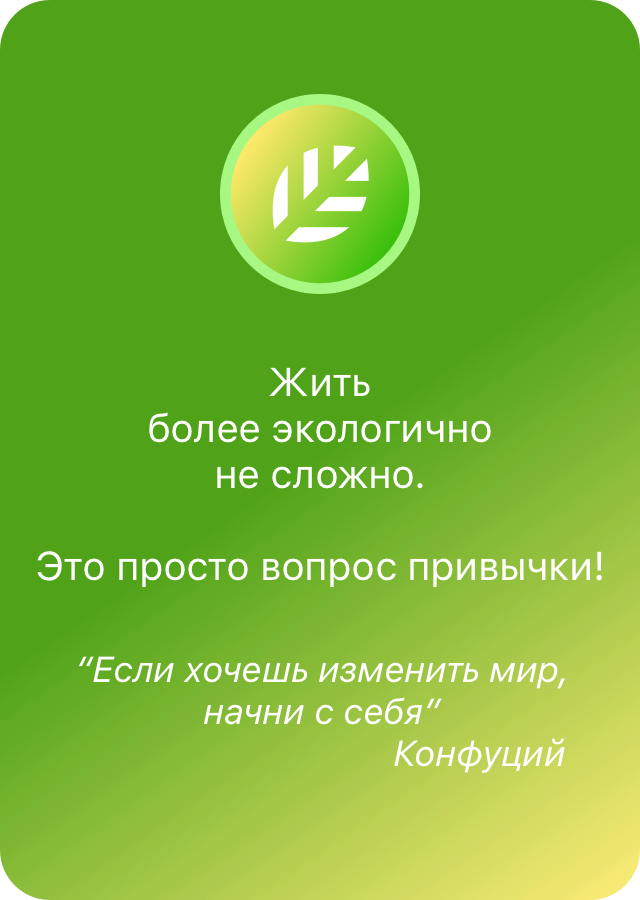 Жить
более экологично
не сложно.
Это просто вопрос привычки!
“Если хочешь изменить мир,
начни с себя”
Конфуций